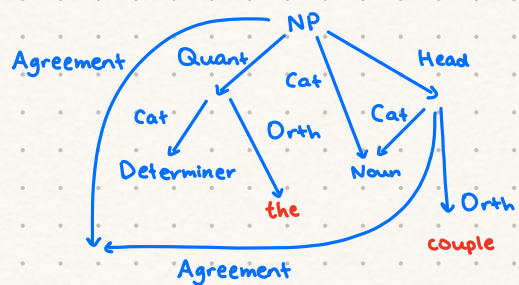 NP
Agreement
Quant
Head
Cat
Cat
Cat
Orth
Determiner
Noun
the
Orth
couple
Agreement